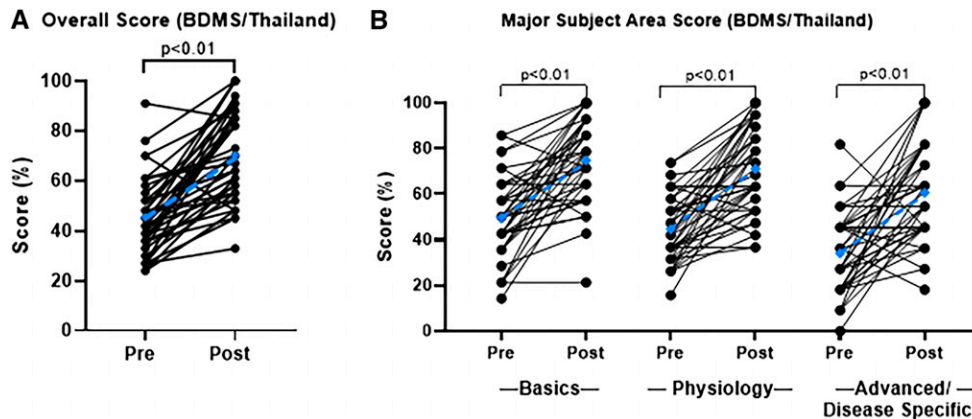 A Overall Score (BDMS/Thailand)
p<0.01
100
80
60
40
20
0
Score (%)
Pre Post
B Major Subject Area Score (BDMS/Thailand)
p<0.01 p<0.01 p<0.01
100
80
60
40
20
0
Score (%)
Pre Post Pre Post Pre Post
—Basics— —Physiology— —Advanced/
Disease Specific